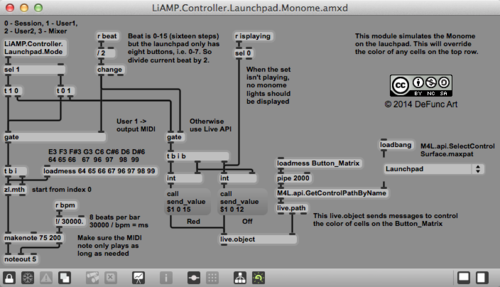 LiAMP.Controller.Launchpad.Monome.amxd
0 - Session, 1 - User1,
2 - User2, 3 - Mixer
LiAMP.Controller.
Launchpad.Mode
sel 1
t 1 0
t 0 1
gate
r beat
/ 2
change
Beat is 0-15 (sixteen steps)
but the launchpad only has
eight buttons, i.e. 0-7. So
divide current beat by 2.
r isplaying
sel 0
When the set
isn't playing,
no monome
lights should
be displayed
This module simulates the Monome
on the lauchpad. This will override
the color of any cells on the top row.
BY NC SA
© 2014 DeFunc Art
User 1 ->
output MIDI
gate
Otherwise
use Live API
E3 F3 F#3 G3 C6 C#6 D6 D#6
64 65 66 67 96 97 98 99
t b i
loadmess 64 65 66 67 96 97 98 99
zl.mth
start from index 0
r bpm
!/ 30000.
8 beats per bar
30000 / bpm = ms
makenote 75 200
noteout 5
Make sure the MIDI
note only plays as
long as needed
t b i b
int
int
call
send_value
$1 0 15
call
send_value
$1 0 12
Red
Off
live.object
loadmess Button_Matrix
pipe 2000
M4L.api.GetControlPathByName
live.path
loadbang
M4L.api.SelectControl
Surface.maxpat
Launchpad
This live.object sends messages to control
the color of cells on the Button_Matrix